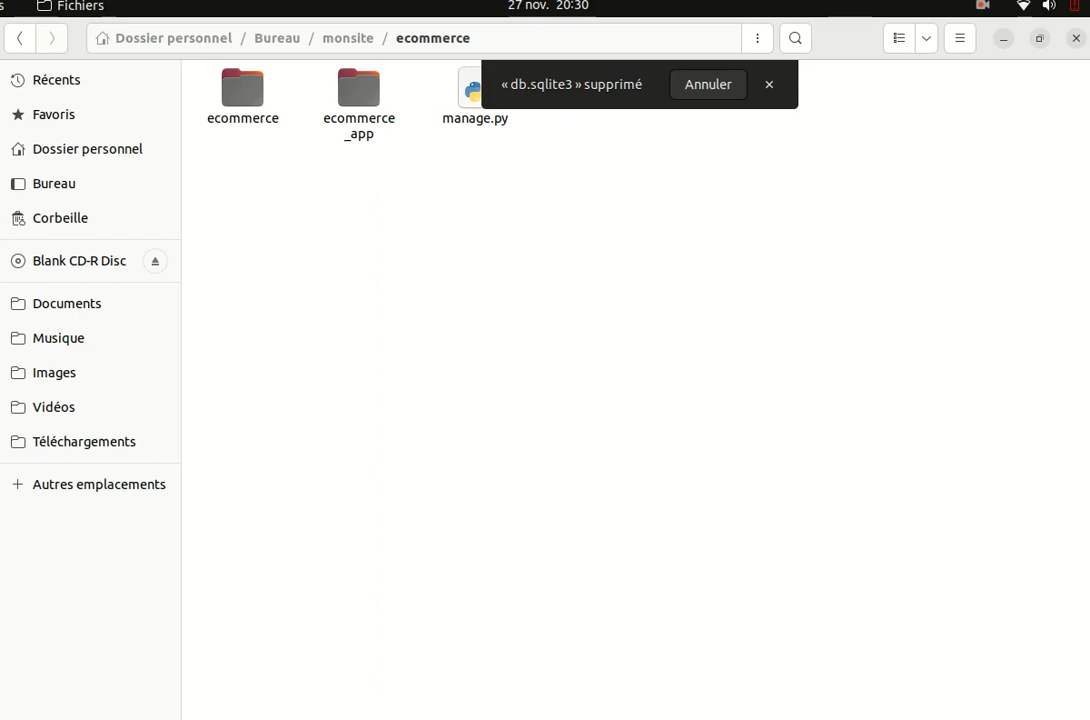 s
Fichiers
27 nov. 20:30
Dossier personnel / Bureau / monsite / ecommerce
Récents
Favoris
Dossier personnel
Bureau
Corbeille
Blank CD-R Disc
Documents
Musique
Images
Vidéos
Téléchargements
Autres emplacements
ecommerce
ecommerce
_app
manage.py
« db.sqlite3 » supprimé
Annuler